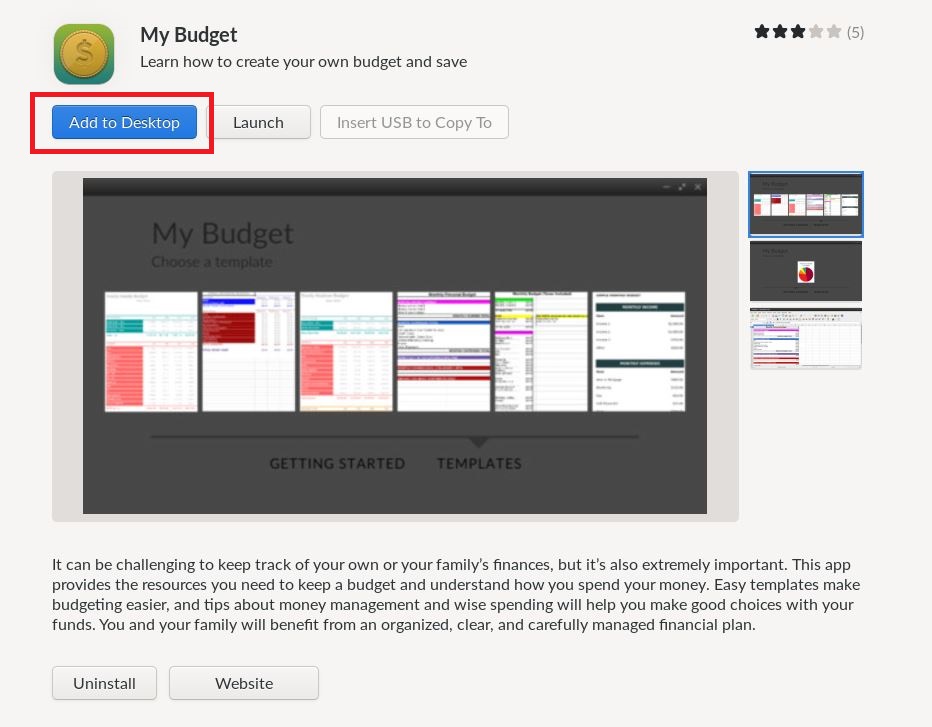 My Budget
Learn how to create your own budget and save
(5)
Add to Desktop
Launch
Insert USB to Copy To
My Budget
Choose a template
GETTING STARTED
TEMPLATES
It can be challenging to keep track of your own or your family’s finances, but it’s also extremely important. This app
provides the resources you need to keep a budget and understand how you spend your money. Easy templates make
budgeting easier, and tips about money management and wise spending will help you make good choices with your
funds. You and your family will benefit from an organized, clear, and carefully managed financial plan.
Uninstall
Website